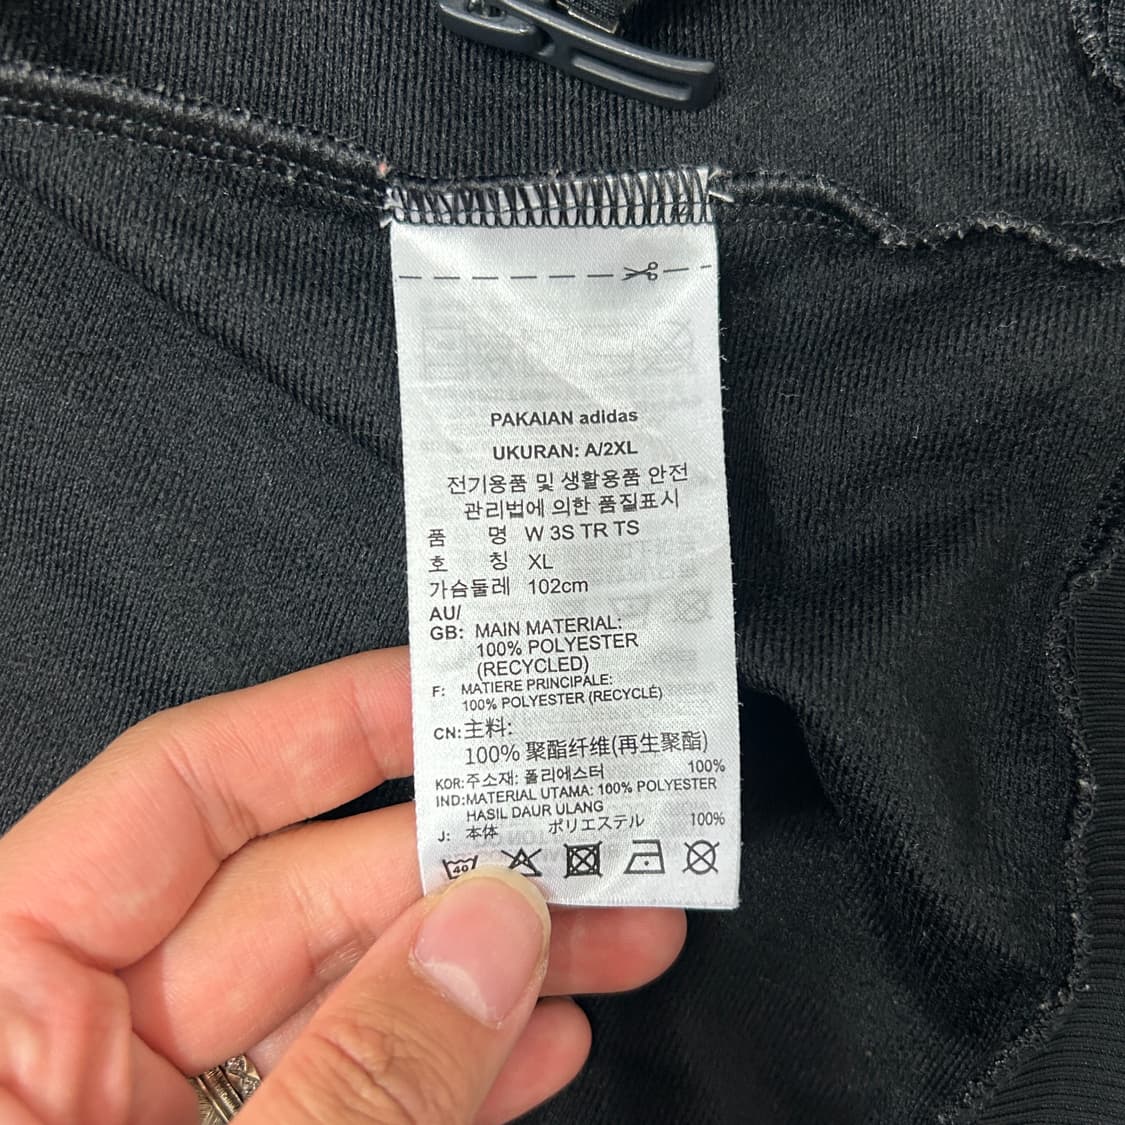 PAKAIAN adidas
UKURAN: A/2XL
전기용품 및 생활용품 안전
관리법에 의한 품질표시
품 명 W 3S TR TS
호 칭 XL
가슴둘레 102cm
AU/
GB: MAIN MATERIAL:
100% POLYESTER
(RECYCLED)
F: MATIERE PRINCIPALE:
100% POLYESTER (RECYCLÉ)
CN:主料:
100% 聚酯纤维(再生聚酯)
KOR:주소재: 폴리에스터 100%
IND:MATERIAL UTAMA: 100% POLYESTER
HASIL DAUR ULANG
J: 本体 ポリエステル 100%
40